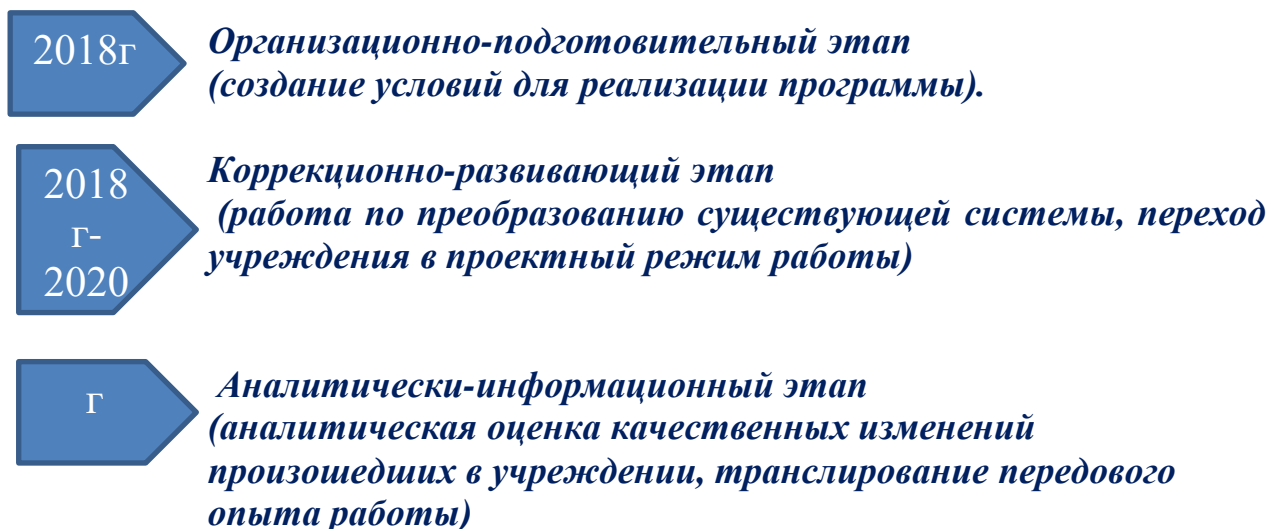 2018г
Организационно-подготовительный этап
(создание условий для реализации программы).
2018
г-
2020
Коррекционно-развивающий этап
(работа по преобразованию существующей системы, переход
учреждения в проектный режим работы)
г
Аналитически-информационный этап
(аналитическая оценка качественных изменений
произошедших в учреждении, транслирование передового
опыта работы)